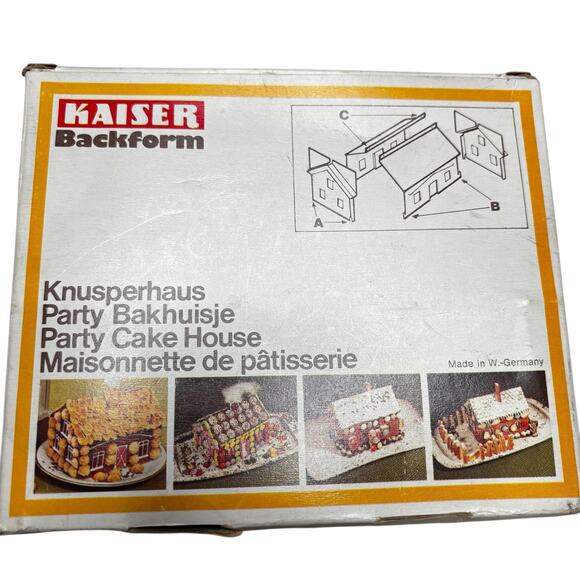 KAISER
Backform
C
A
B
Knusperhaus
Party Bakhuisje
Party Cake House
Maisonnette de pâtisserie
Made in W.-Germany